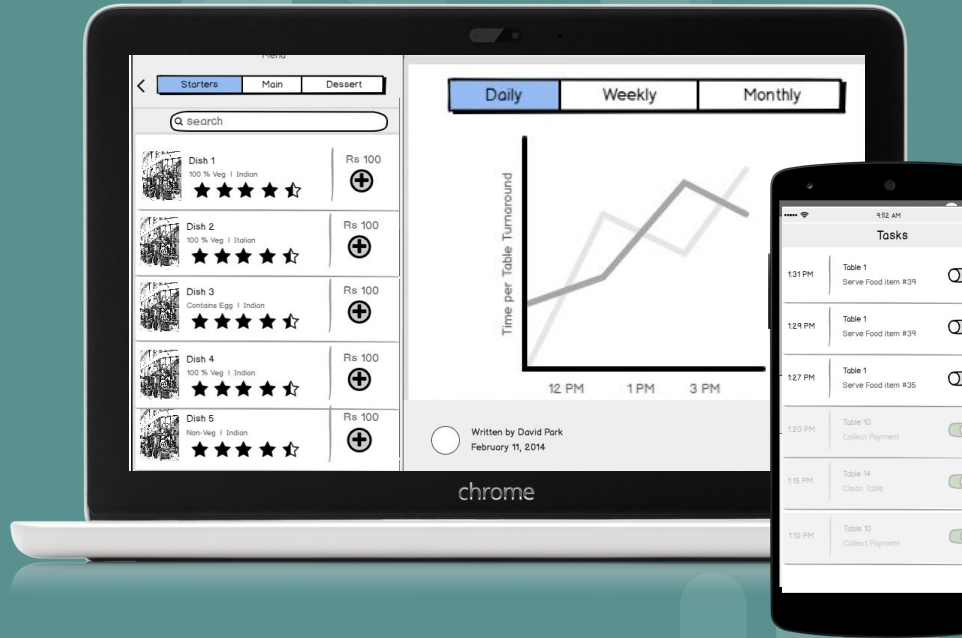 Menu
Starters Main Dessert
search
Dish 1
100 % Veg | Indian
Rs 100
Dish 2
100 % Veg | Italian
Rs 100
Dish 3
Contains Egg | Indian
Rs 100
Dish 4
100 % Veg | Indian
Rs 100
Dish 5
Non-Veg | Indian
Rs 100
Daily Weekly Monthly
Time per Table Turnaround
12 PM 1 PM 3 PM
Written by David Park
February 11, 2014
chrome
9:52 AM
Tasks
1:31 PM
Table 1
Serve Food item #39
1:29 PM
Table 1
Serve Food item #39
1:27 PM
Table 1
Serve Food item #35
1:20 PM
Table 10
Collect Payment
1:15 PM
Table 14
Clean Table
1:10 PM
Table 10
Collect Payment